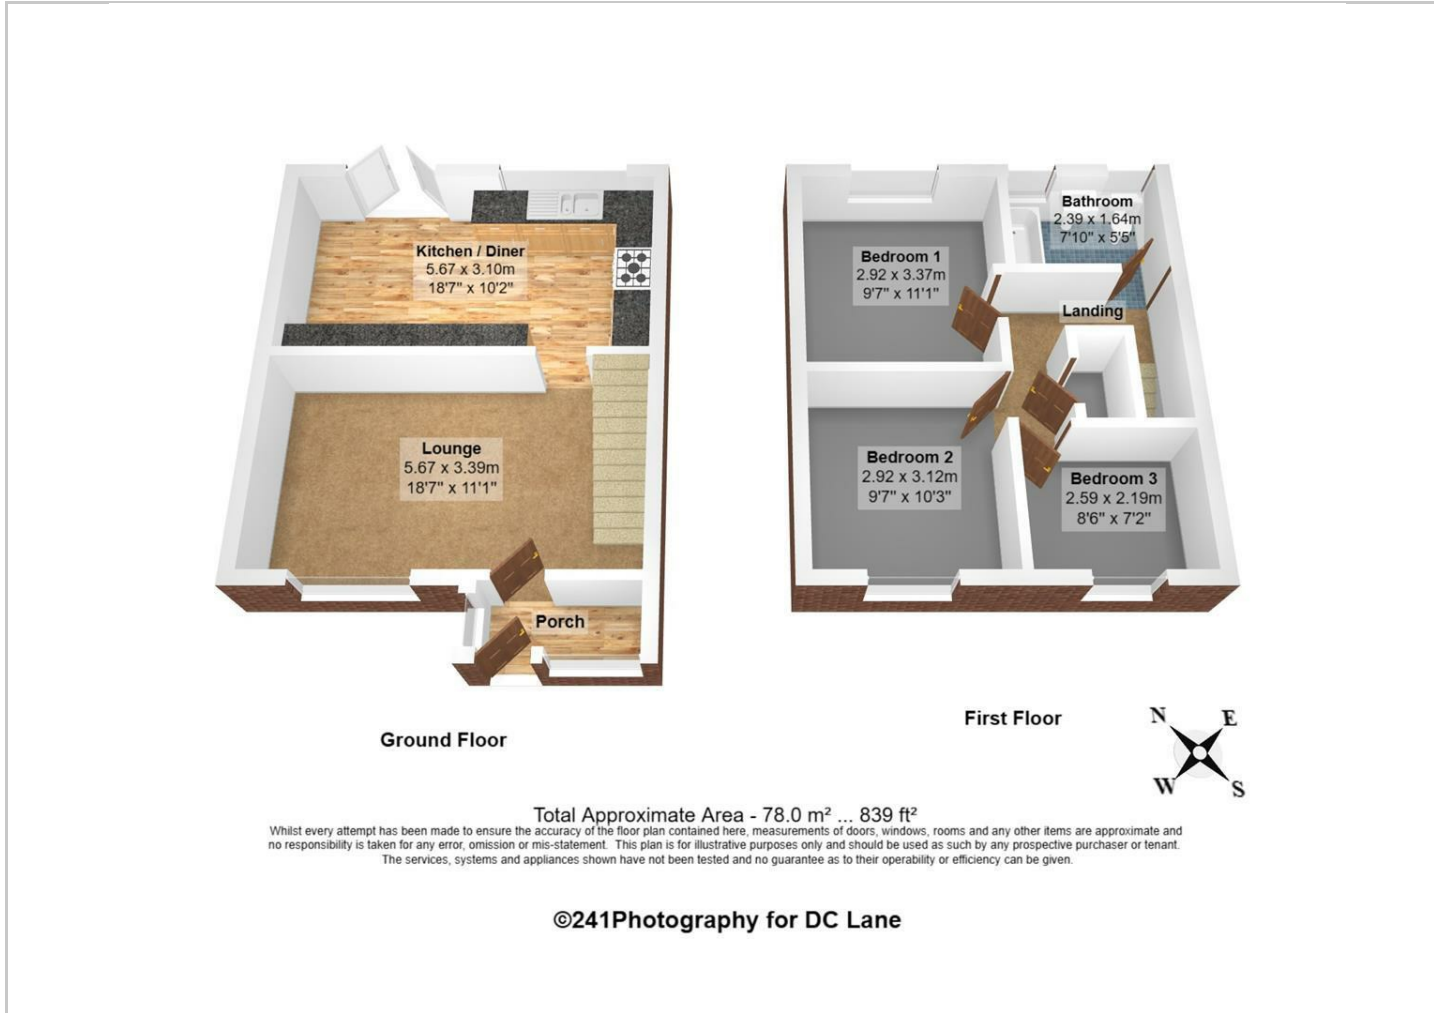 Kitchen / Diner
5.67 x 3.10m
18'7" x 10'2"
Lounge
5.67 x 3.39m
18'7" x 11'1"
Porch
Ground Floor
Bedroom 1
2.92 x 3.37m
9'7" x 11'1"
Bathroom
2.39 x 1.64m
7'10" x 5'5"
Landing
Bedroom 2
2.92 x 3.12m
9'7" x 10'3"
Bedroom 3
2.59 x 2.19m
8'6" x 7'2"
First Floor
N E
W S
Total Approximate Area - 78.0 m² ... 839 ft²
Whilst every attempt has been made to ensure the accuracy of the floor plan contained here, measurements of doors, windows, rooms and any other items are approximate and
no responsibility is taken for any error, omission or mis-statement. This plan is for illustrative purposes only and should be used as such by any prospective purchaser or tenant.
The services, systems and appliances shown have not been tested and no guarantee as to their operability or efficiency can be given.
©241Photography for DC Lane